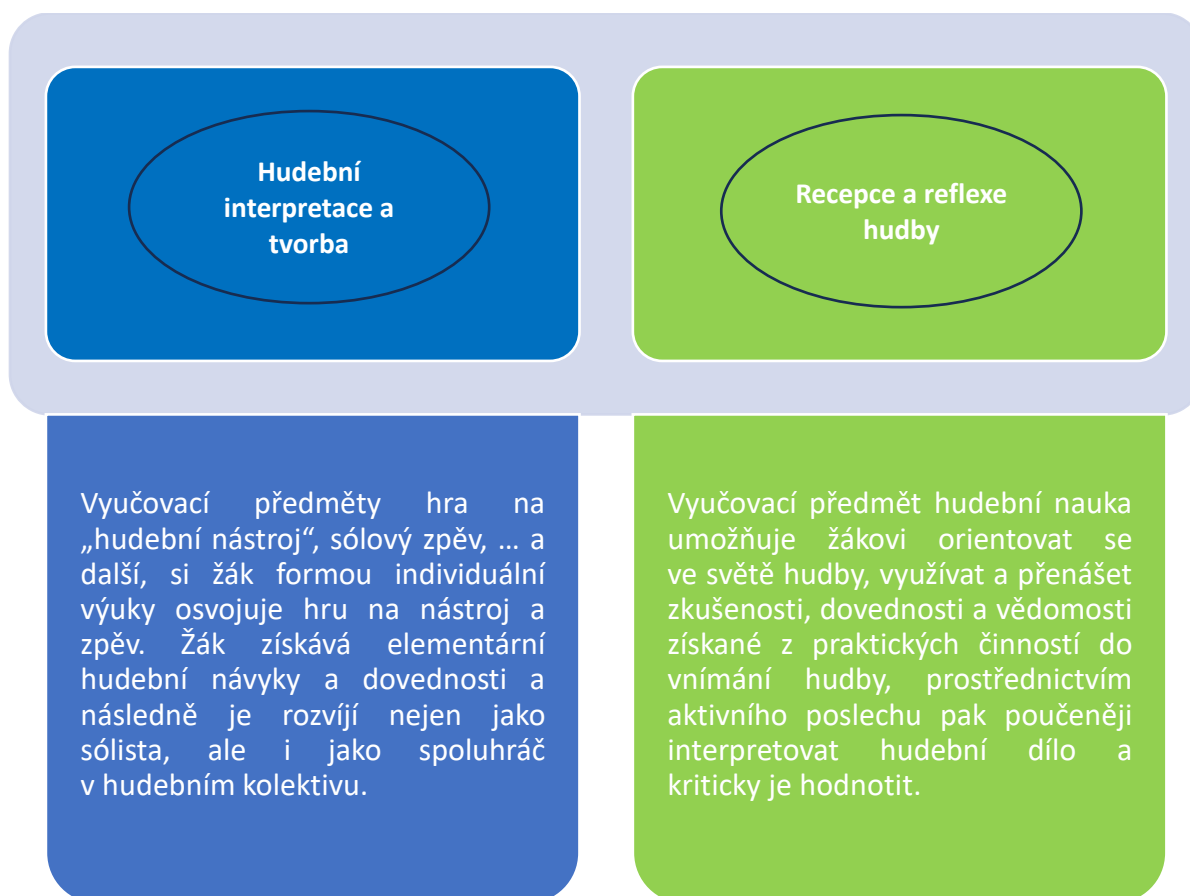 Hudební
interpretace a
tvorba
Recepce a reflexe
hudby
Vyučovací předměty hra na
„hudební nástroj“, sólový zpěv, … a
další, si žák formou individuální
výuky osvojuje hru na nástroj a
zpěv. Žák získává elementární
hudební návyky a dovednosti a
následně je rozvíjí nejen jako
sólista, ale i jako spoluhráč
v hudebním kolektivu.
Vyučovací předmět hudební nauka
umožňuje žákovi orientovat se
ve světě hudby, využívat a přenášet
zkušenosti, dovednosti a vědomosti
získané z praktických činností do
vnímání hudby, prostřednictvím
aktivního poslechu pak poučeněji
interpretovat hudební dílo a
kriticky je hodnotit.